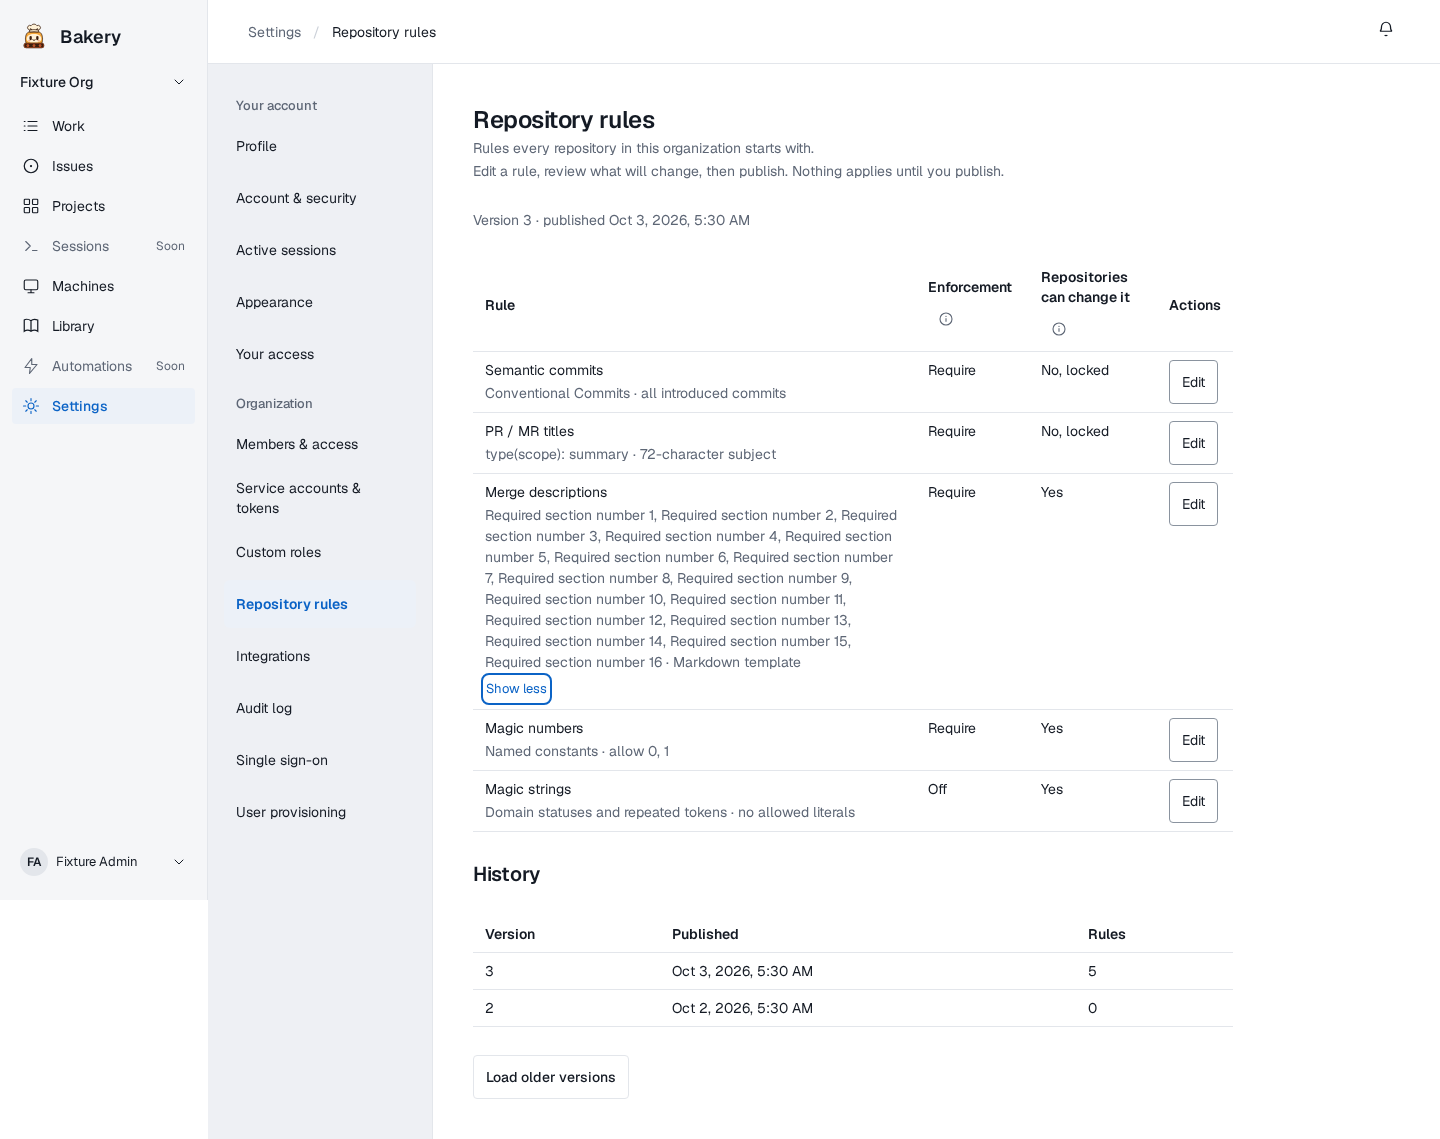 Bakery
Fixture Org
Work
Issues
Projects
Sessions Soon
Machines
Library
Automations Soon
Settings
FA Fixture Admin
Settings / Repository rules
Your account
Profile
Account & security
Active sessions
Appearance
Your access
Organization
Members & access
Service accounts &
tokens
Custom roles
Repository rules
Integrations
Audit log
Single sign-on
User provisioning
Repository rules
Rules every repository in this organization starts with.
Edit a rule, review what will change, then publish. Nothing applies until you publish.
Version 3 · published Oct 3, 2026, 5:30 AM
Rule Enforcement Repositories can change it Actions
Semantic commits Require No, locked Edit
Conventional Commits · all introduced commits
PR / MR titles Require No, locked Edit
type(scope): summary · 72-character subject
Merge descriptions Require Yes Edit
Required section number 1, Required section number 2, Required
section number 3, Required section number 4, Required section
number 5, Required section number 6, Required section number
7, Required section number 8, Required section number 9,
Required section number 10, Required section number 11,
Required section number 12, Required section number 13,
Required section number 14, Required section number 15,
Required section number 16 · Markdown template
Show less
Magic numbers Require Yes Edit
Named constants · allow 0, 1
Magic strings Off Yes Edit
Domain statuses and repeated tokens · no allowed literals
History
Version Published Rules
3 Oct 3, 2026, 5:30 AM 5
2 Oct 2, 2026, 5:30 AM 0
Load older versions